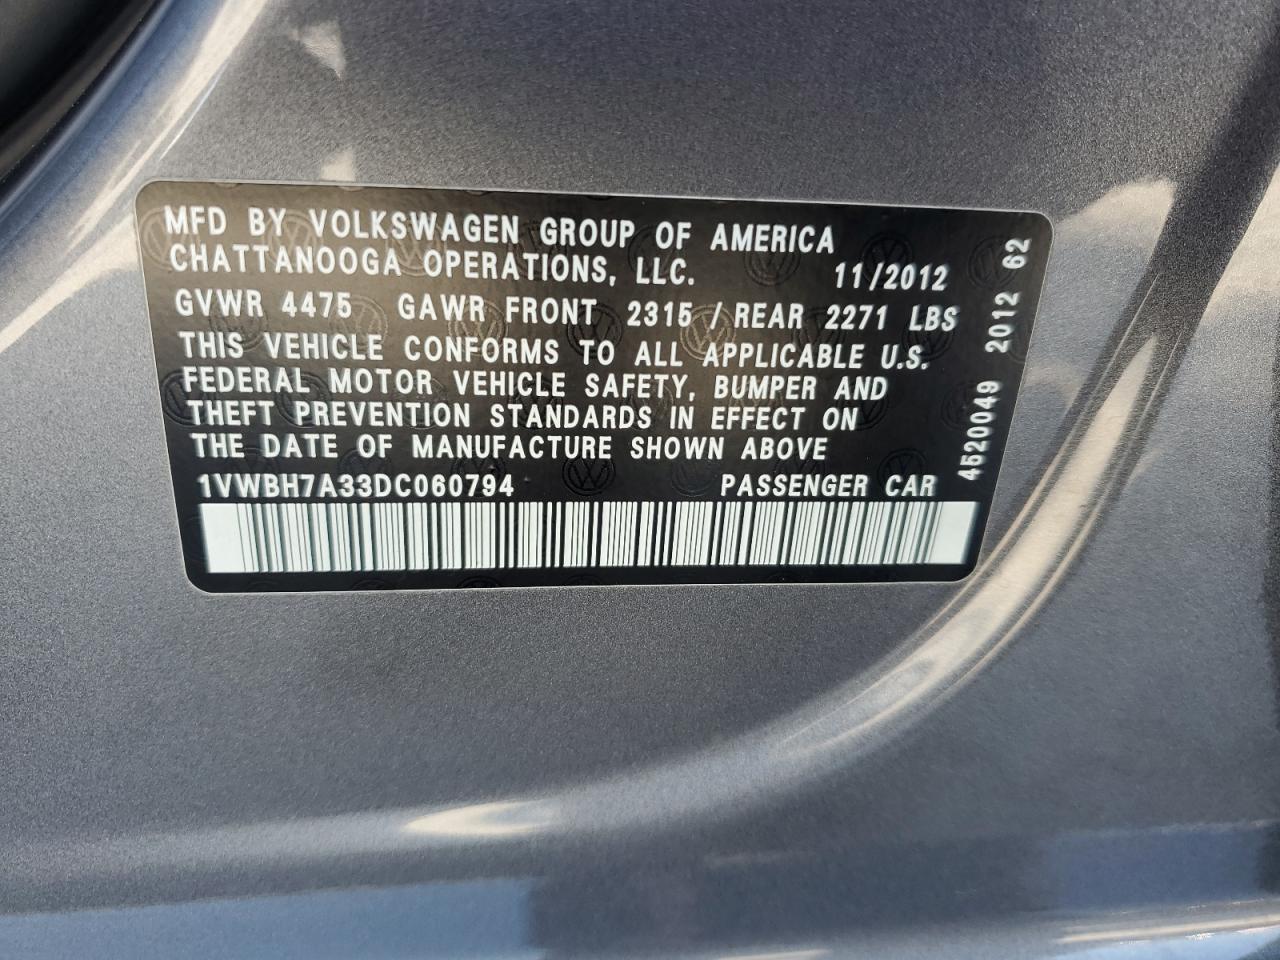 MFD BY VOLKSWAGEN GROUP OF AMERICA
CHATTANOOGA OPERATIONS, LLC. 11/2012
GVWR 4475 GAWR FRONT 2315 / REAR 2271 LBS
THIS VEHICLE CONFORMS TO ALL APPLICABLE U.S.
FEDERAL MOTOR VEHICLE SAFETY, BUMPER AND
THEFT PREVENTION STANDARDS IN EFFECT ON
THE DATE OF MANUFACTURE SHOWN ABOVE
1VWBH7A33DC060794 PASSENGER CAR
4520049 2012 62